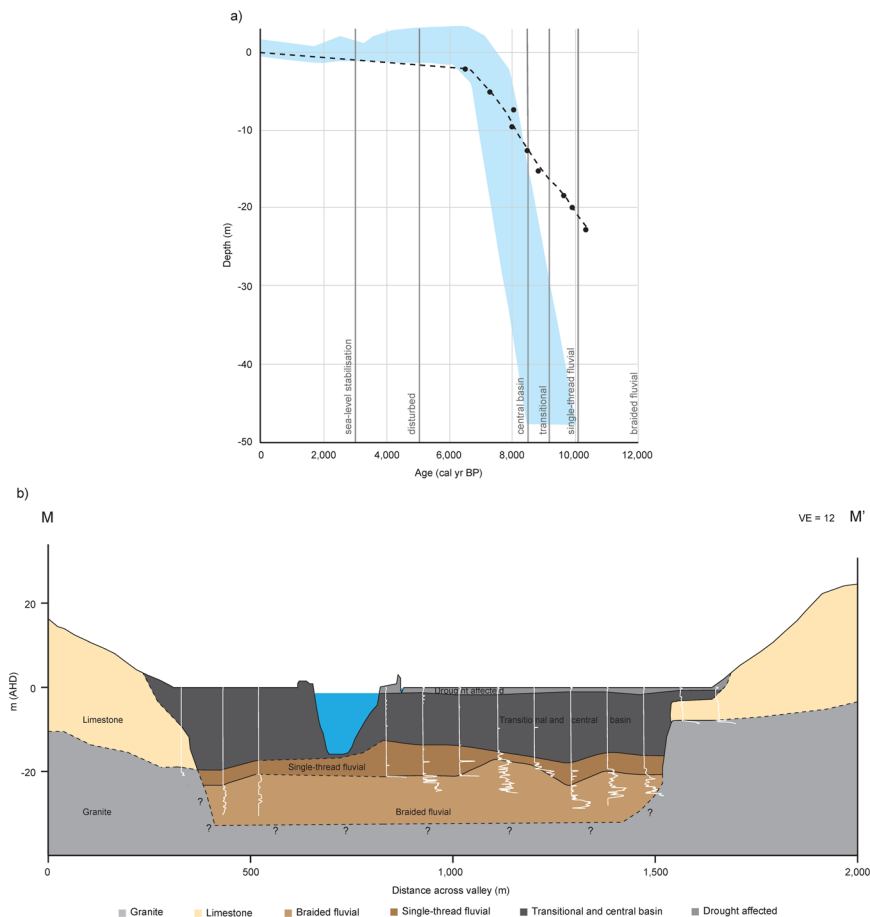 a)
0
-10
-20
-30
-40
-50
Depth (m)
sea-level stabilisation
disturbed
central basin
transitional
single-thread fluvial
braided fluvial
0
2,000
4,000
6,000
8,000
10,000
12,000
Age (cal yr BP)
b)
M
VE = 12
M'
20
0
-20
m (AHD)
Drought affected
Limestone
Transitional and central basin
Single-thread fluvial
Granite
Braided fluvial
?
?
?
?
?
?
?
?
?
0
500
1,000
1,500
2,000
Distance across valley (m)
Granite
Limestone
Braided fluvial
Single-thread fluvial
Transitional and central basin
Drought affected